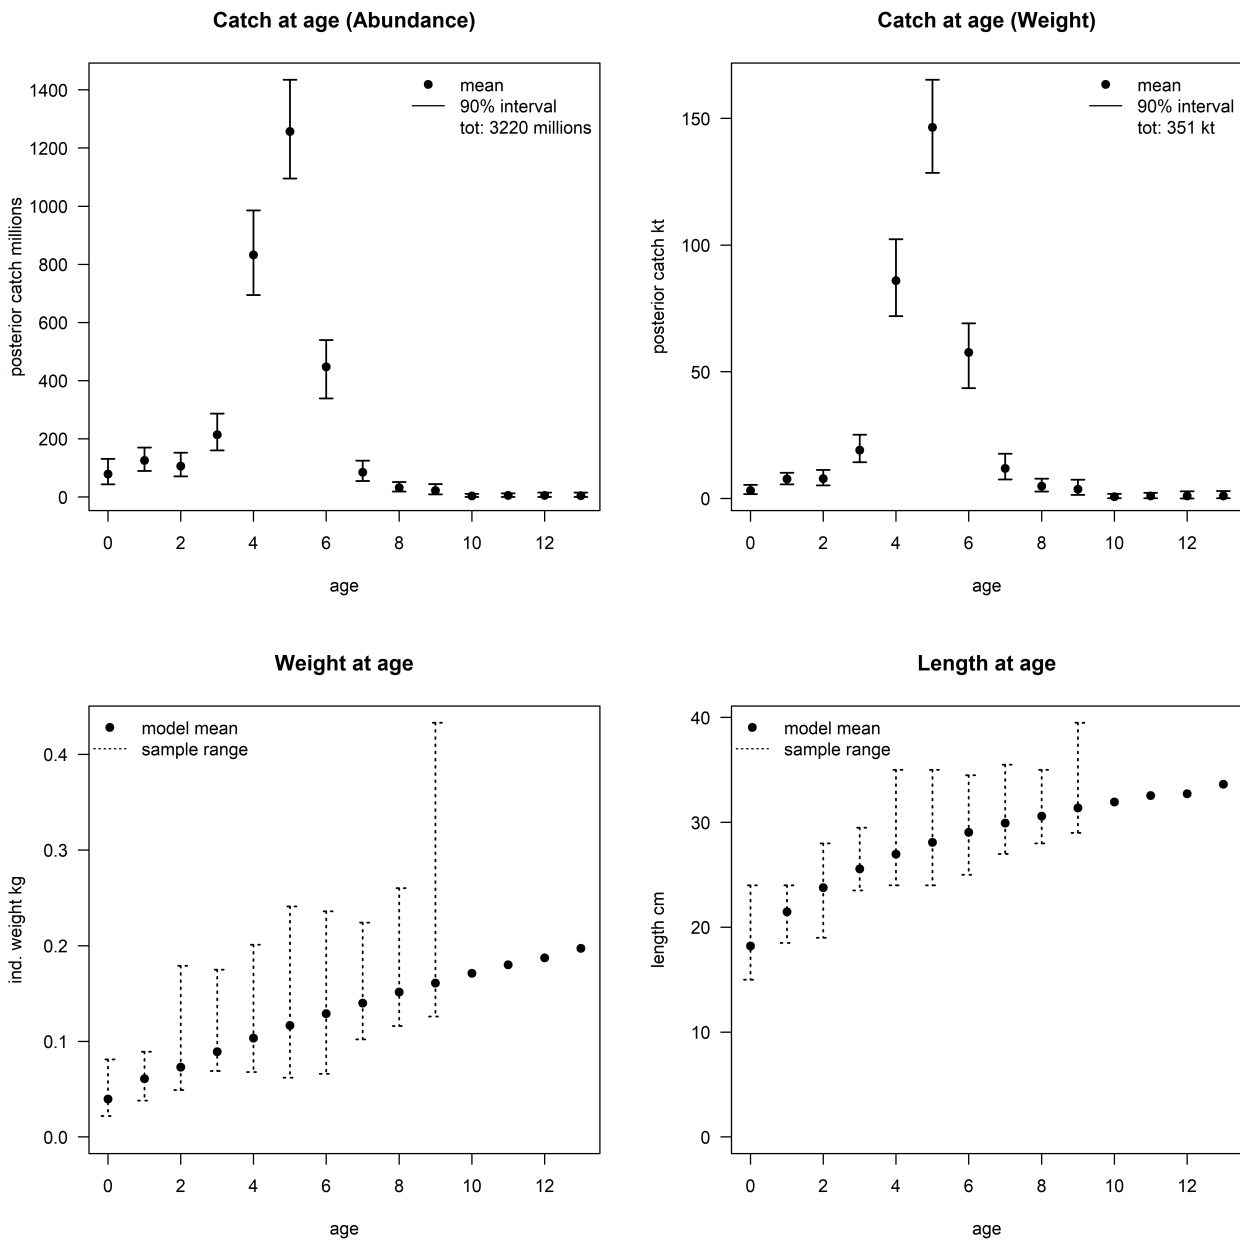 Catch at age (Abundance)
mean
90% interval
tot: 3220 millions
posterior catch millions
1400
1200
1000
800
600
400
200
0
0 2 4 6 8 10 12
age
Catch at age (Weight)
mean
90% interval
tot: 351 kt
posterior catch kt
150
100
50
0
0 2 4 6 8 10 12
age
Weight at age
model mean
sample range
ind. weight kg
0.4
0.3
0.2
0.1
0.0
0 2 4 6 8 10 12
age
Length at age
model mean
sample range
length cm
40
30
20
10
0
0 2 4 6 8 10 12
age